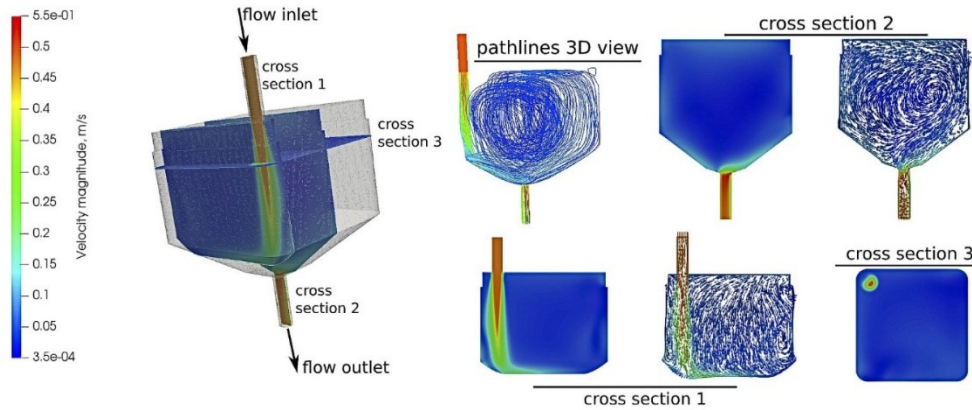 5.5e-01
0.5
0.45
0.4
0.35
0.3
0.25
0.2
0.15
0.1
0.05
3.5e-04
Velocity magnitude, m/s
flow inlet
cross
section 1
cross
section 3
cross
section 2
flow outlet
pathlines 3D view
cross section 2
cross section 1
cross section 3